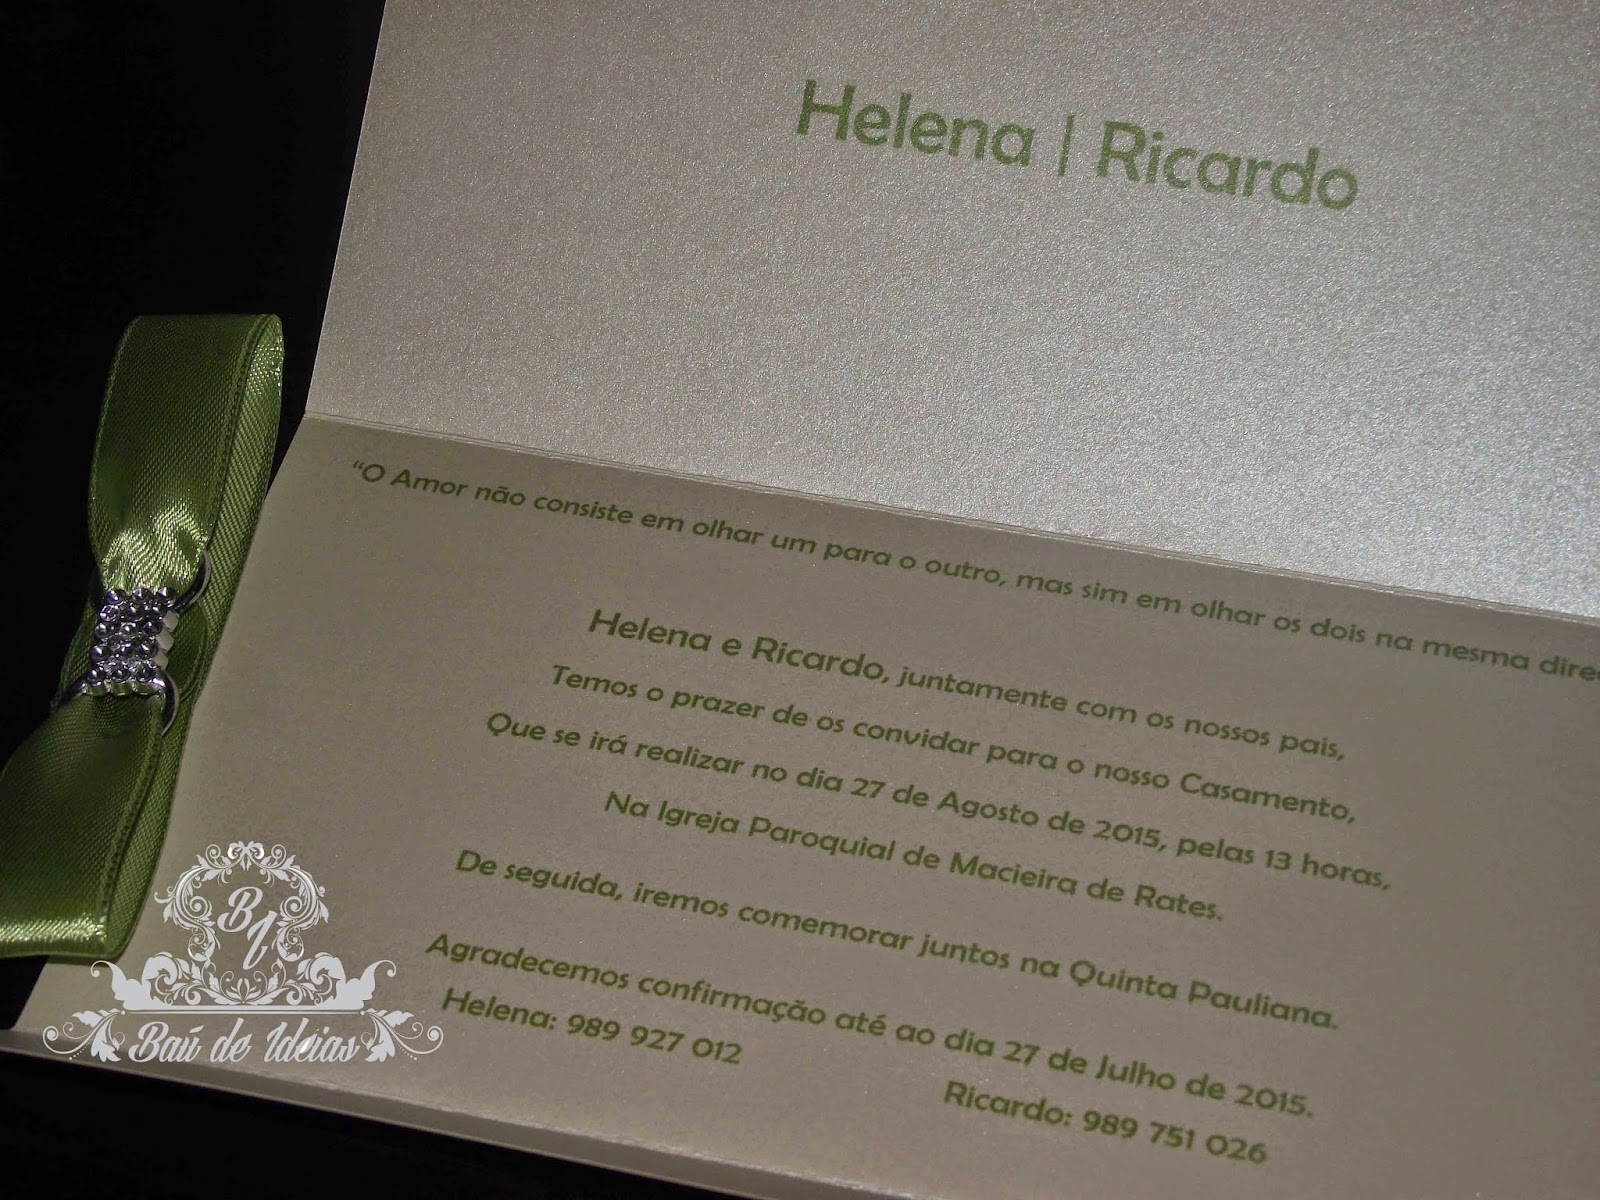 Helena | Ricardo
“O Amor não consiste em olhar um para o outro, mas sim em olhar os dois na mesma direc
Helena e Ricardo, juntamente com os nossos pais,
Temos o prazer de os convidar para o nosso Casamento,
Que se irá realizar no dia 27 de Agosto de 2015, pelas 13 horas,
Na Igreja Paroquial de Macieira de Rates.
De seguida, iremos comemorar juntos na Quinta Pauliana.
Agradecemos confirmação até ao dia 27 de Julho de 2015.
Helena: 989 927 012
Ricardo: 989 751 026
BI
Baú de Ideias